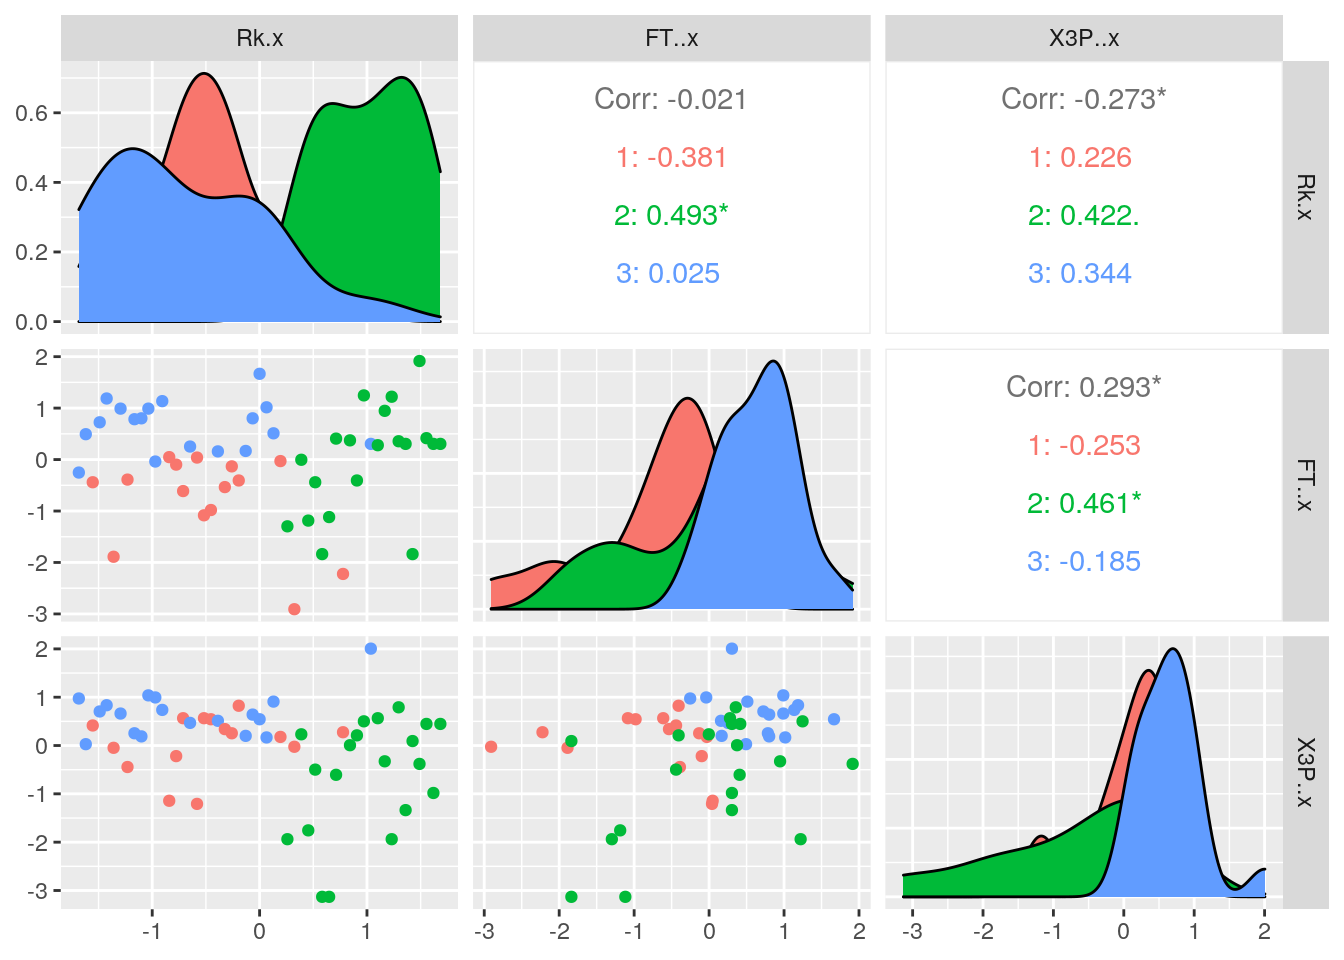 Rk.x
FT..x
X3P..x
0.6
0.4
0.2
0.0
Corr: -0.021
1: -0.381
2: 0.493*
3: 0.025
Corr: -0.273*
1: 0.226
2: 0.422.
3: 0.344
Rk.x
2
1
0
-1
-2
-3
Corr: 0.293*
1: -0.253
2: 0.461*
3: -0.185
FT..x
2
1
0
-1
-2
-3
X3P..x
-1 0 1
-3 -2 -1 0 1 2
-3 -2 -1 0 1 2